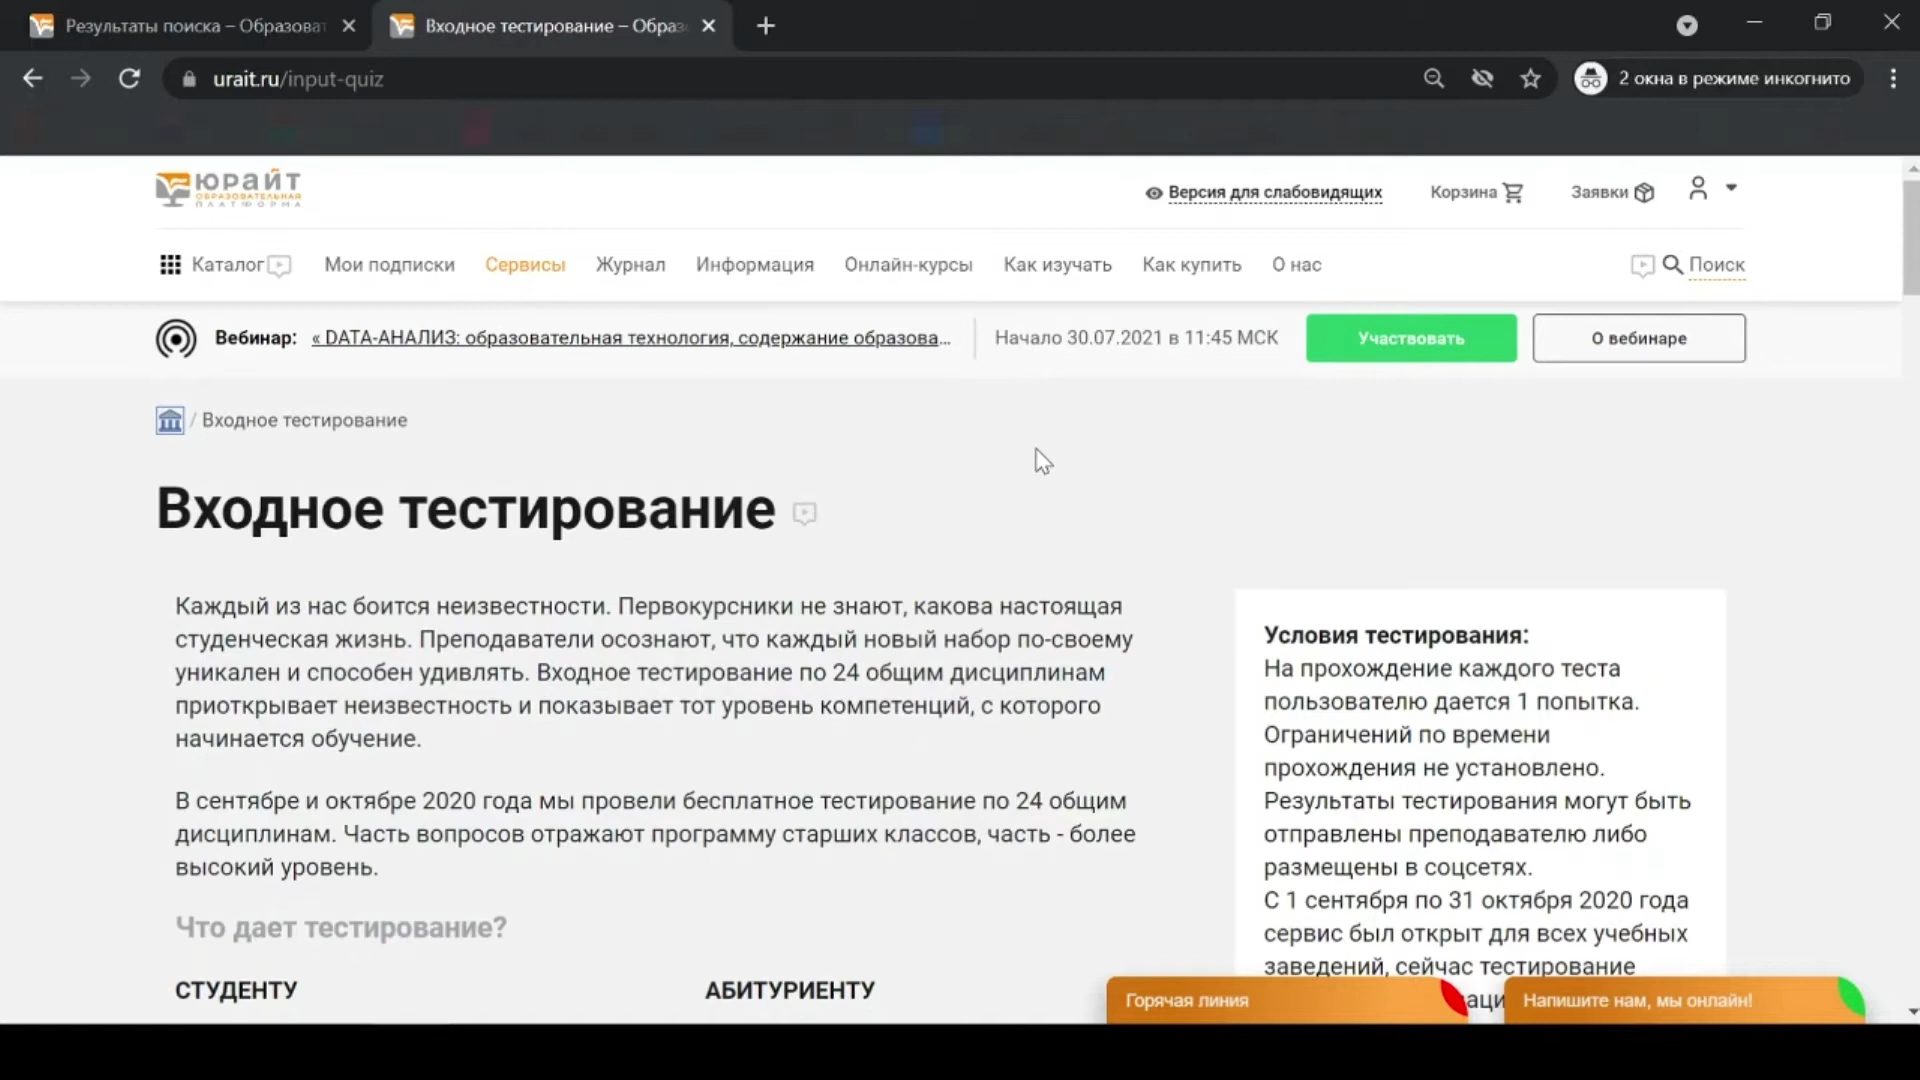 Результаты поиска – Образоват
Входное тестирование – Образ
urait.ru/input-quiz
2 окна в режиме инкогнито
ЮРАЙТ
ОБРАЗОВАТЕЛЬНАЯ
ПЛАТФОРМА
Версия для слабовидящих
Корзина
Заявки
Каталог
Мои подписки
Сервисы
Журнал
Информация
Онлайн-курсы
Как изучать
Как купить
О нас
Поиск
Вебинар: « DATA-АНАЛИЗ: образовательная технология, содержание образова...
Начало 30.07.2021 в 11:45 МСК
Участвовать
О вебинаре
/ Входное тестирование
Входное тестирование
Каждый из нас боится неизвестности. Первокурсники не знают, какова настоящая
студенческая жизнь. Преподаватели осознают, что каждый новый набор по-своему
уникален и способен удивлять. Входное тестирование по 24 общим дисциплинам
приоткрывает неизвестность и показывает тот уровень компетенций, с которого
начинается обучение.
В сентябре и октябре 2020 года мы провели бесплатное тестирование по 24 общим
дисциплинам. Часть вопросов отражают программу старших классов, часть - более
высокий уровень.
Что дает тестирование?
СТУДЕНТУ
АБИТУРИЕНТУ
Условия тестирования:
На прохождение каждого теста
пользователю дается 1 попытка.
Ограничений по времени
прохождения не установлено.
Результаты тестирования могут быть
отправлены преподавателю либо
размещены в соцсетях.
С 1 сентября по 31 октября 2020 года
сервис был открыт для всех учебных
заведений, сейчас тестирование
Горячая линия
Напишите нам, мы онлайн!